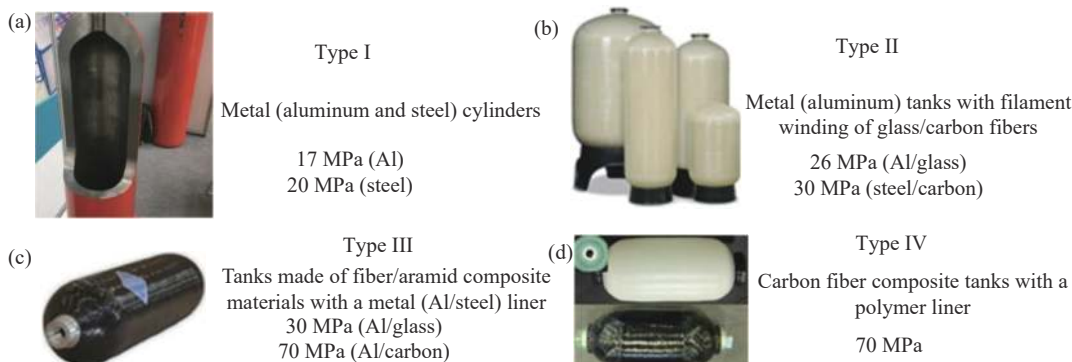 (a)
Type I
Metal (aluminum and steel) cylinders
17 MPa (Al)
20 MPa (steel)
(b)
Type II
Metal (aluminum) tanks with filament
winding of glass/carbon fibers
26 MPa (Al/glass)
30 MPa (steel/carbon)
(c)
Type III
Tanks made of fiber/aramid composite
materials with a metal (Al/steel) liner
30 MPa (Al/glass)
70 MPa (Al/carbon)
(d)
Type IV
Carbon fiber composite tanks with a
polymer liner
70 MPa